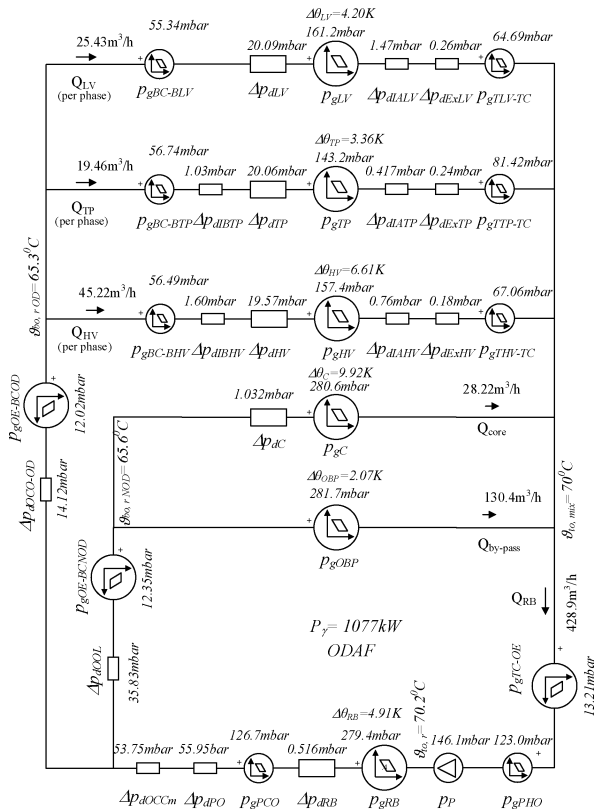 Δθ_LV=4.20K
25.43m³/h 55.34mbar 20.09mbar 161.2mbar 1.47mbar 0.26mbar 64.69mbar
Q_LV p_gBC-BLV Δp_dLV p_gLV Δp_dIALV Δp_dExLV p_gTLV-TC
(per phase)
Δθ_TP=3.36K
19.46m³/h 56.74mbar 1.03mbar 20.06mbar 143.2mbar 0.417mbar 0.24mbar 81.42mbar
Q_TP p_gBC-BTP Δp_dIBTP Δp_dTP p_gTP Δp_dIATP Δp_dExTP p_gTTP-TC
(per phase)
ϑ_bo, r OD=65.3⁰C
Δθ_HV=6.61K
45.22m³/h 56.49mbar 1.60mbar 19.57mbar 157.4mbar 0.76mbar 0.18mbar 67.06mbar
Q_HV p_gBC-BHV Δp_dIBHV Δp_dHV p_gHV Δp_dIAHV Δp_dExHV p_gTHV-TC
(per phase)
p_gOE-BCOD 12.02mbar
Δθ_C=9.92K
1.032mbar 280.6mbar 28.22m³/h
Δp_dC p_gC Q_core
Δp_dOCO-OD 14.12mbar
ϑ_bo, r NOD=65.6⁰C
Δθ_OBP=2.07K
281.7mbar 130.4m³/h
p_gOBP Q_by-pass
ϑ_to, mix=70⁰C
p_gOE-BCNOD 12.35mbar
Q_RB 428.9m³/h
P_γ= 1077kW
ODAF
Δp_dOOL 35.83mbar
p_gTC-OE 13.21mbar
Δθ_RB=4.91K
ϑ_to, r=70.2⁰C
53.75mbar 55.95bar 126.7mbar 0.516mbar 279.4mbar 146.1mbar 123.0mbar
Δp_dOCCm Δp_dPO p_gPCO Δp_dRB p_gRB p_P p_gPHO